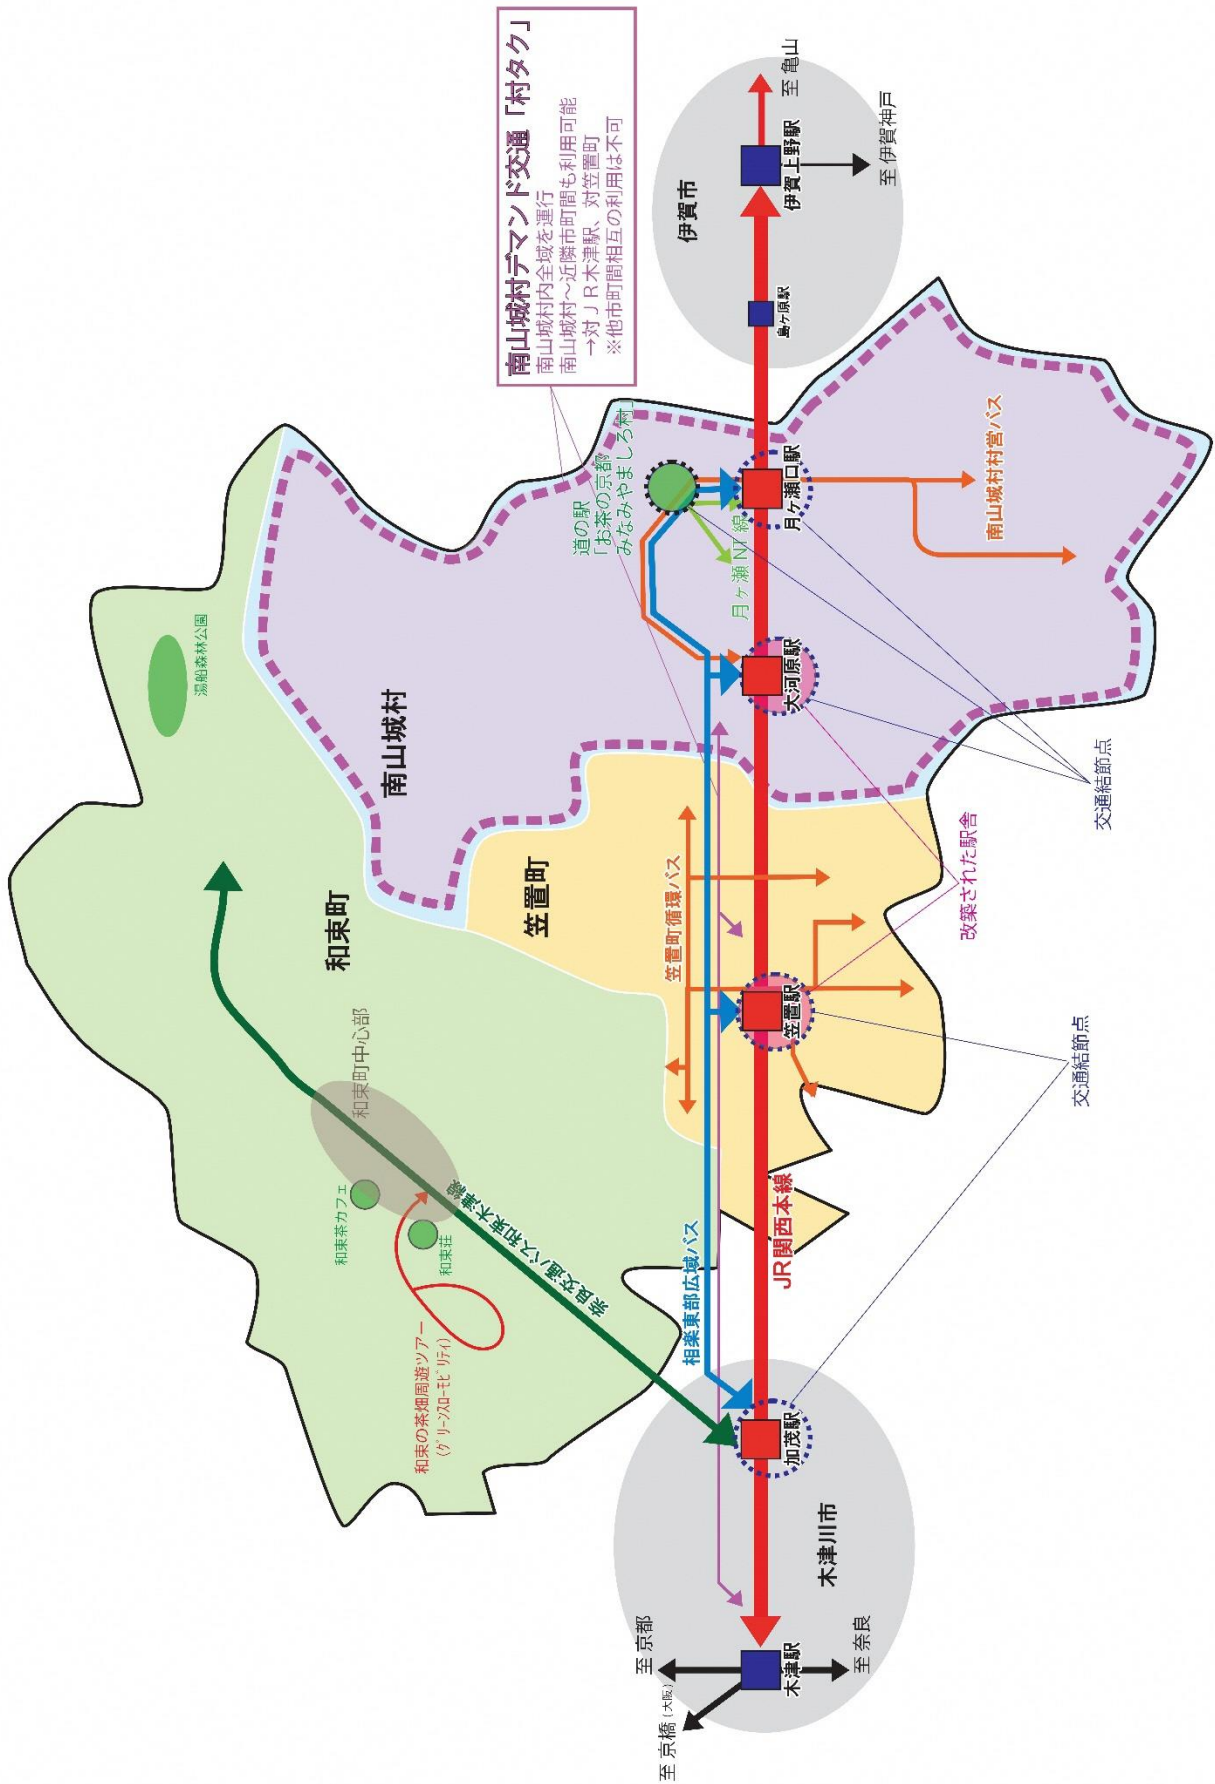 南山城村デマンド交通「村タク」
南山城村内全域を運行
南山城村～近隣市町間も利用可能
→対ＪＲ木津駅、対笠置町
※他市町間相互の利用は不可
湯船森林公園
和束町
和束町中心部
和束茶カフェ
和束荘
和束の茶畑周遊ツアー
(ｸﾞﾘｰﾝｽﾛｰﾓﾋﾞﾘﾃｨ)
奈良交通バス和束木津線
南山城村
笠置町
道の駅
「お茶の京都
みなみやましろ村」
月ヶ瀬NT線
笠置町循環バス
相楽東部広域バス
JR関西本線
南山城村村営バス
至 京都
至 京橋（大阪）
至 奈良
木津駅
木津川市
加茂駅
笠置駅
大河原駅
月ヶ瀬口駅
島ヶ原駅
伊賀市
伊賀上野駅
至 亀山
至 伊賀神戸
交通結節点
改築された駅舎
交通結節点